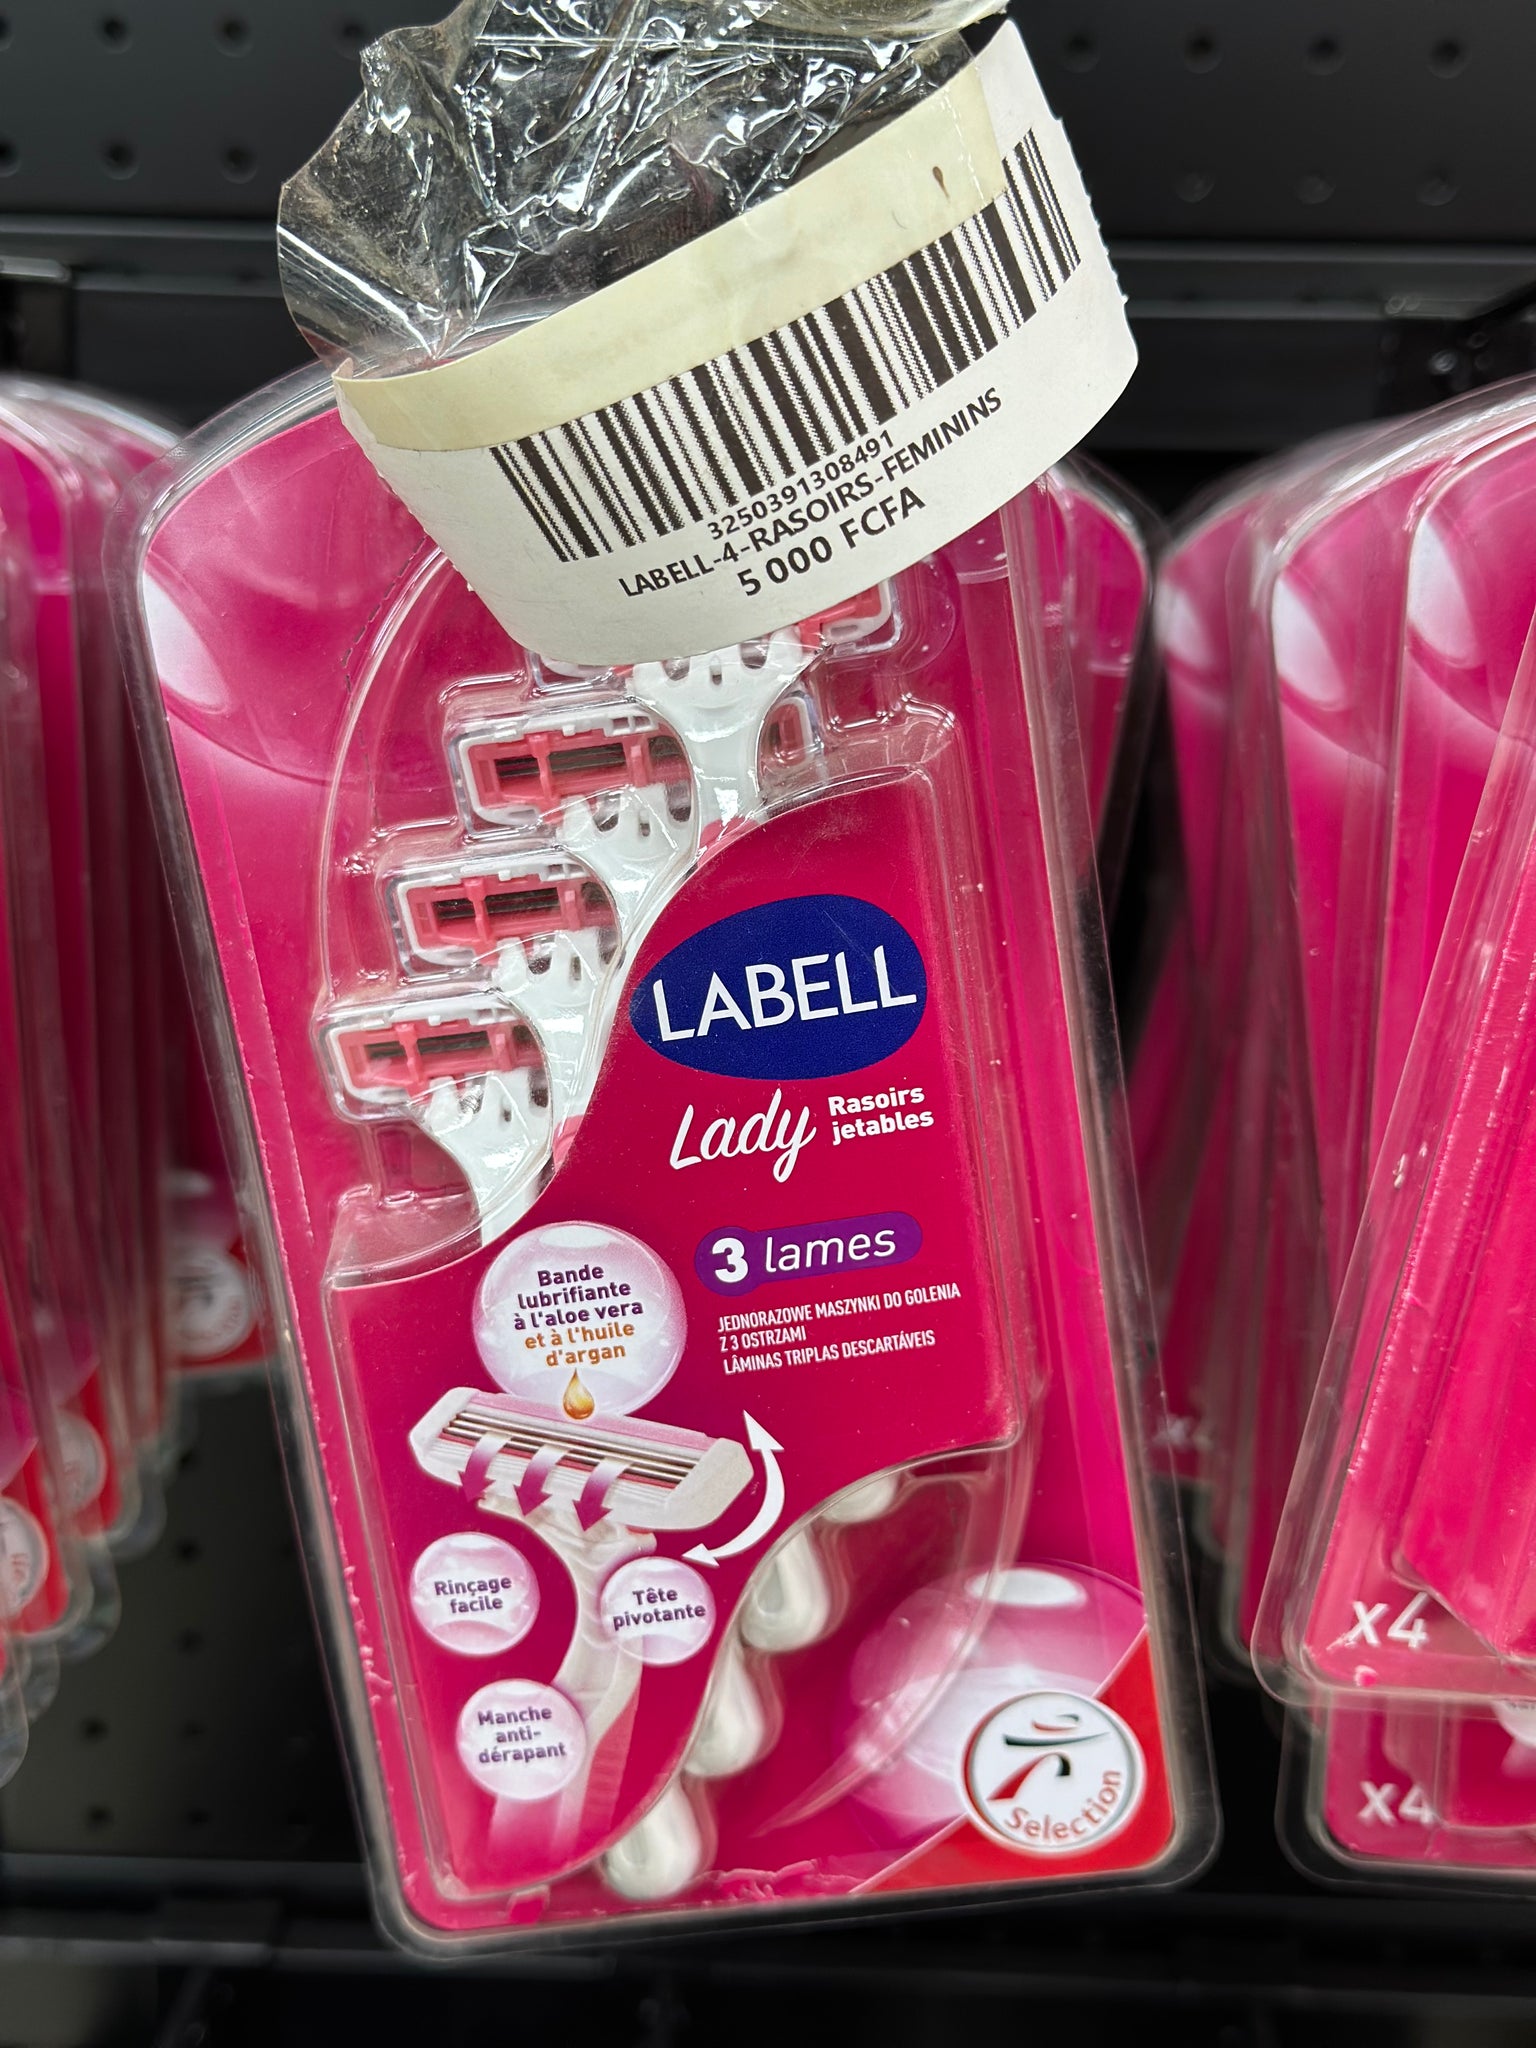 3250391308491
LABELL-4-RASOIRS-FEMININS
5 000 FCFA
LABELL
Lady
Rasoirs
jetables
3 lames
JEDNORAZOWE MASZYNKI DO GOLENIA
Z 3 OSTRZAMI
LÂMINAS TRIPLAS DESCARTÁVEIS
Bande
lubrifiante
à l'aloe vera
et à l'huile
d'argan
Rinçage
facile
Tête
pivotante
Manche
anti-
dérapant
Selection
x4
x4